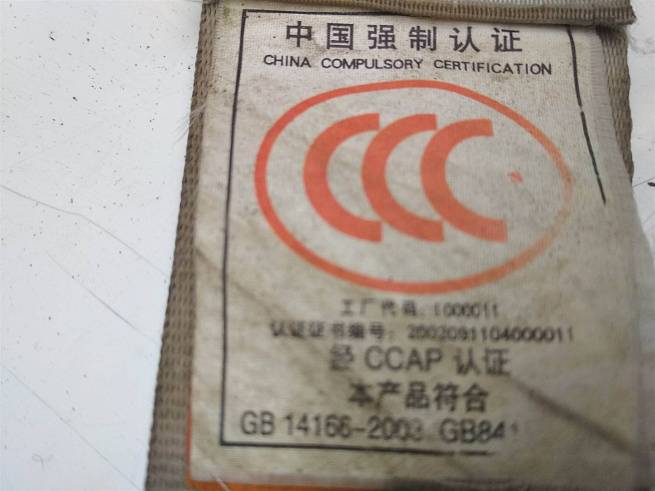 中国强制认证
CHINA COMPULSORY CERTIFICATION
CCC
工厂代码: 1000011
认证证书编号: 2002091104000011
经 CCAP 认证
本产品符合
GB 14166-2003 GB84